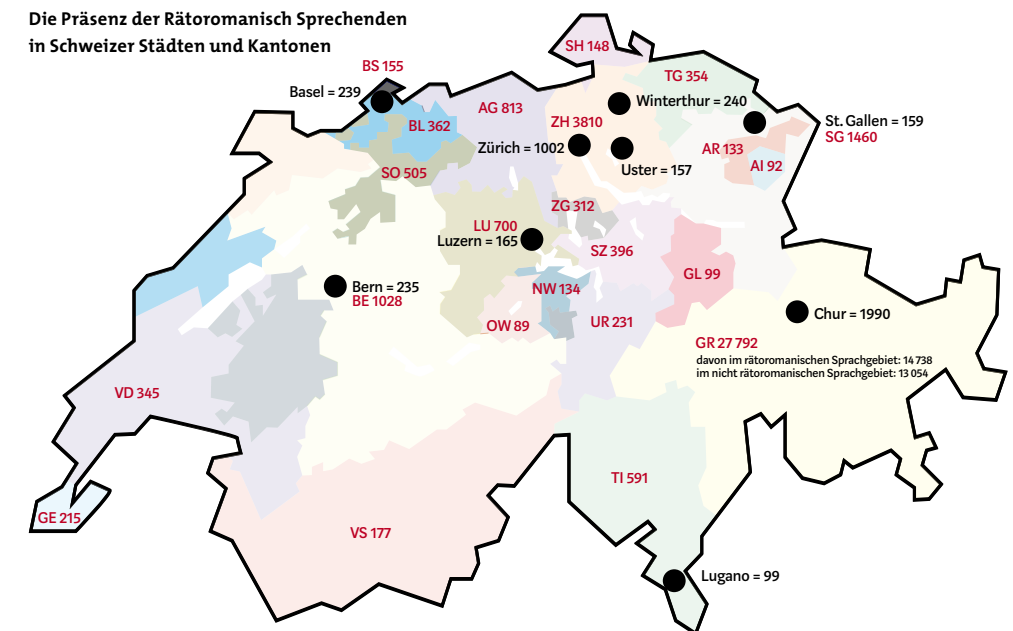 Die Präsenz der Rätoromanisch Sprechenden
in Schweizer Städten und Kantonen
SH 148
BS 155
TG 354
Basel = 239
AG 813
Winterthur = 240
BL 362
ZH 3810
St. Gallen = 159
SG 1460
Zürich = 1002
AR 133
AI 92
SO 505
Uster = 157
ZG 312
LU 700
Luzern = 165
SZ 396
GL 99
Bern = 235
BE 1028
NW 134
OW 89
UR 231
Chur = 1990
GR 27 792
davon im rätoromanischen Sprachgebiet: 14 738
im nicht rätoromanischen Sprachgebiet: 13 054
VD 345
TI 591
GE 215
VS 177
Lugano = 99